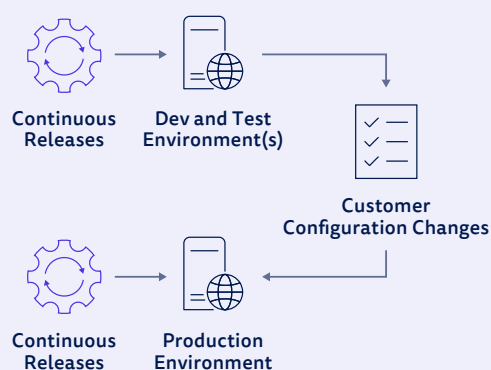 Continuous
Releases
Dev and Test
Environment(s)
Customer
Configuration Changes
Continuous
Releases
Production
Environment